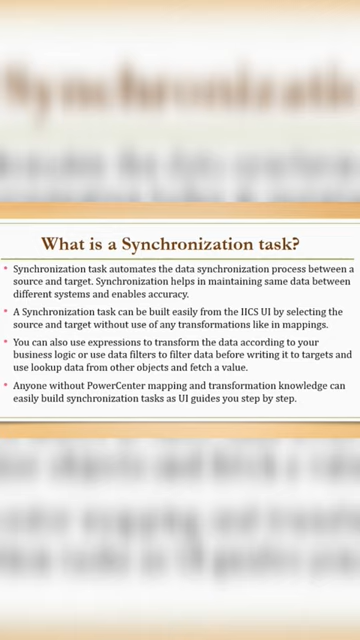 What is a Synchronization task?
• Synchronization task automates the data synchronization process between a
source and target. Synchronization helps in maintaining same data between
different systems and enables accuracy.
• A Synchronization task can be built easily from the IICS UI by selecting the
source and target without use of any transformations like in mappings.
• You can also use expressions to transform the data according to your
business logic or use data filters to filter data before writing it to targets and
use lookup data from other objects and fetch a value.
• Anyone without PowerCenter mapping and transformation knowledge can
easily build synchronization tasks as UI guides you step by step.